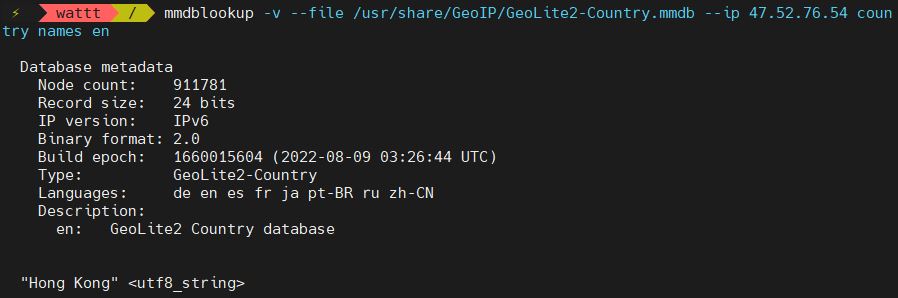 ⚡ wattt / mmdblookup -v --file /usr/share/GeoIP/GeoLite2-Country.mmdb --ip 47.52.76.54 coun
try names en
Database metadata
Node count: 911781
Record size: 24 bits
IP version: IPv6
Binary format: 2.0
Build epoch: 1660015604 (2022-08-09 03:26:44 UTC)
Type: GeoLite2-Country
Languages: de en es fr ja pt-BR ru zh-CN
Description:
en: GeoLite2 Country database
"Hong Kong" <utf8_string>